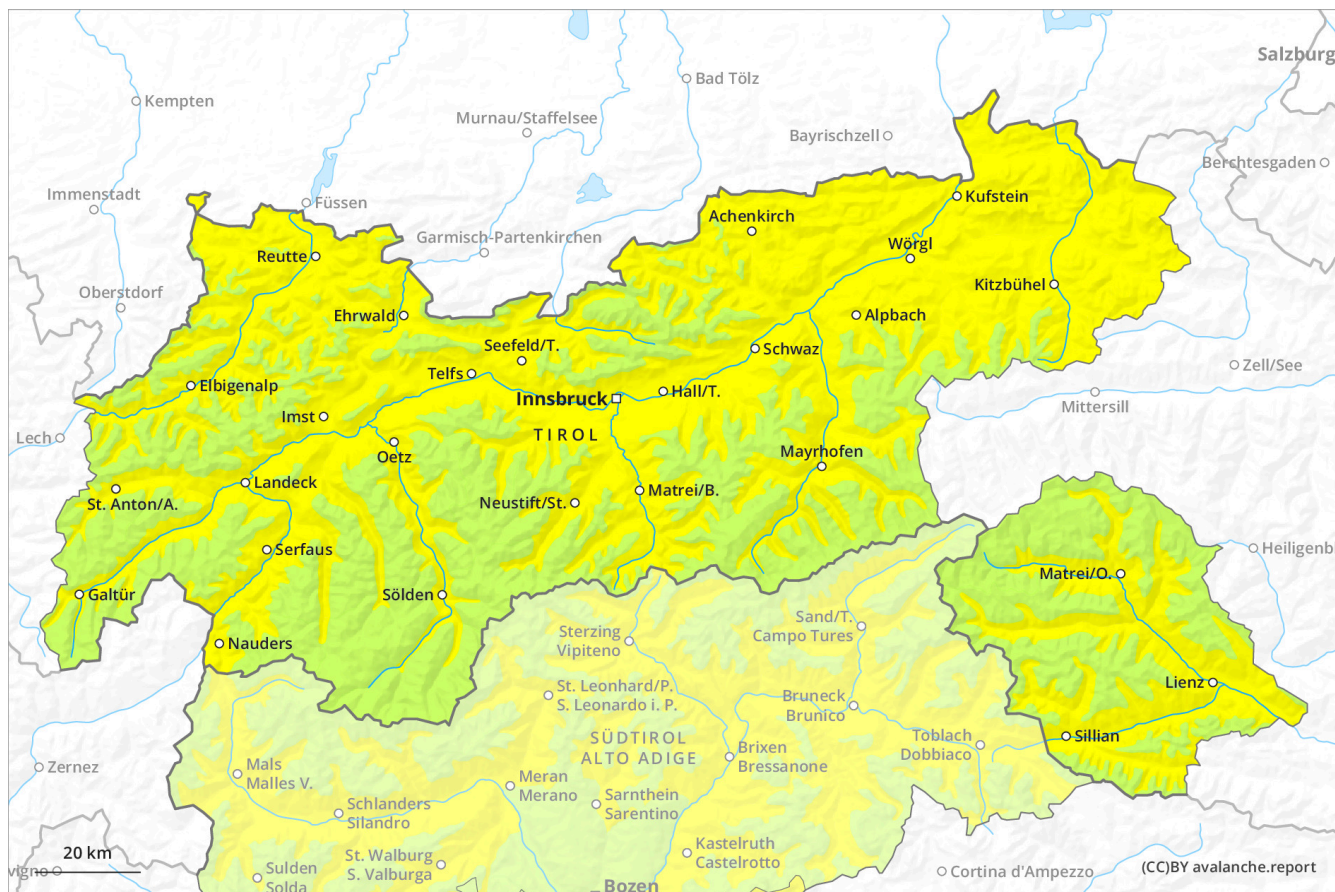 Salzburg
Bad Tölz
Kempten
Murnau/Staffelsee
Bayrischzell
Berchtesgaden
Immenstadt
Füssen
Kufstein
Achenkirch
Garmisch-Partenkirchen
Wörgl
Reutte
Kitzbühel
Oberstdorf
Ehrwald
Alpbach
Seefeld/T.
Schwaz
Zell/See
Telfs
Elbigenalp
Hall/T.
Innsbruck
Mittersill
Imst
TIROL
Lech
Oetz
Mayrhofen
Landeck
Matrei/B.
St. Anton/A.
Neustift/St.
Serfaus
Heiligenb
Matrei/O.
Galtür
Sölden
Sand/T.
Campo Tures
Sterzing
Vipiteno
Nauders
Lienz
St. Leonhard/P.
S. Leonardo i. P.
Bruneck
Brunico
Sillian
Toblach
Dobbiaco
SÜDTIROL
ALTO ADIGE
Brixen
Bressanone
Zernez
Mals
Malles V.
Meran
Merano
Schlanders
Silandro
Sarnthein
Sarentino
Kastelruth
Castelrotto
20 km
St. Walburg
S. Valburga
vigno
Sulden
Solda
Cortina d'Ampezzo
(CC)BY avalanche.report
Bozen